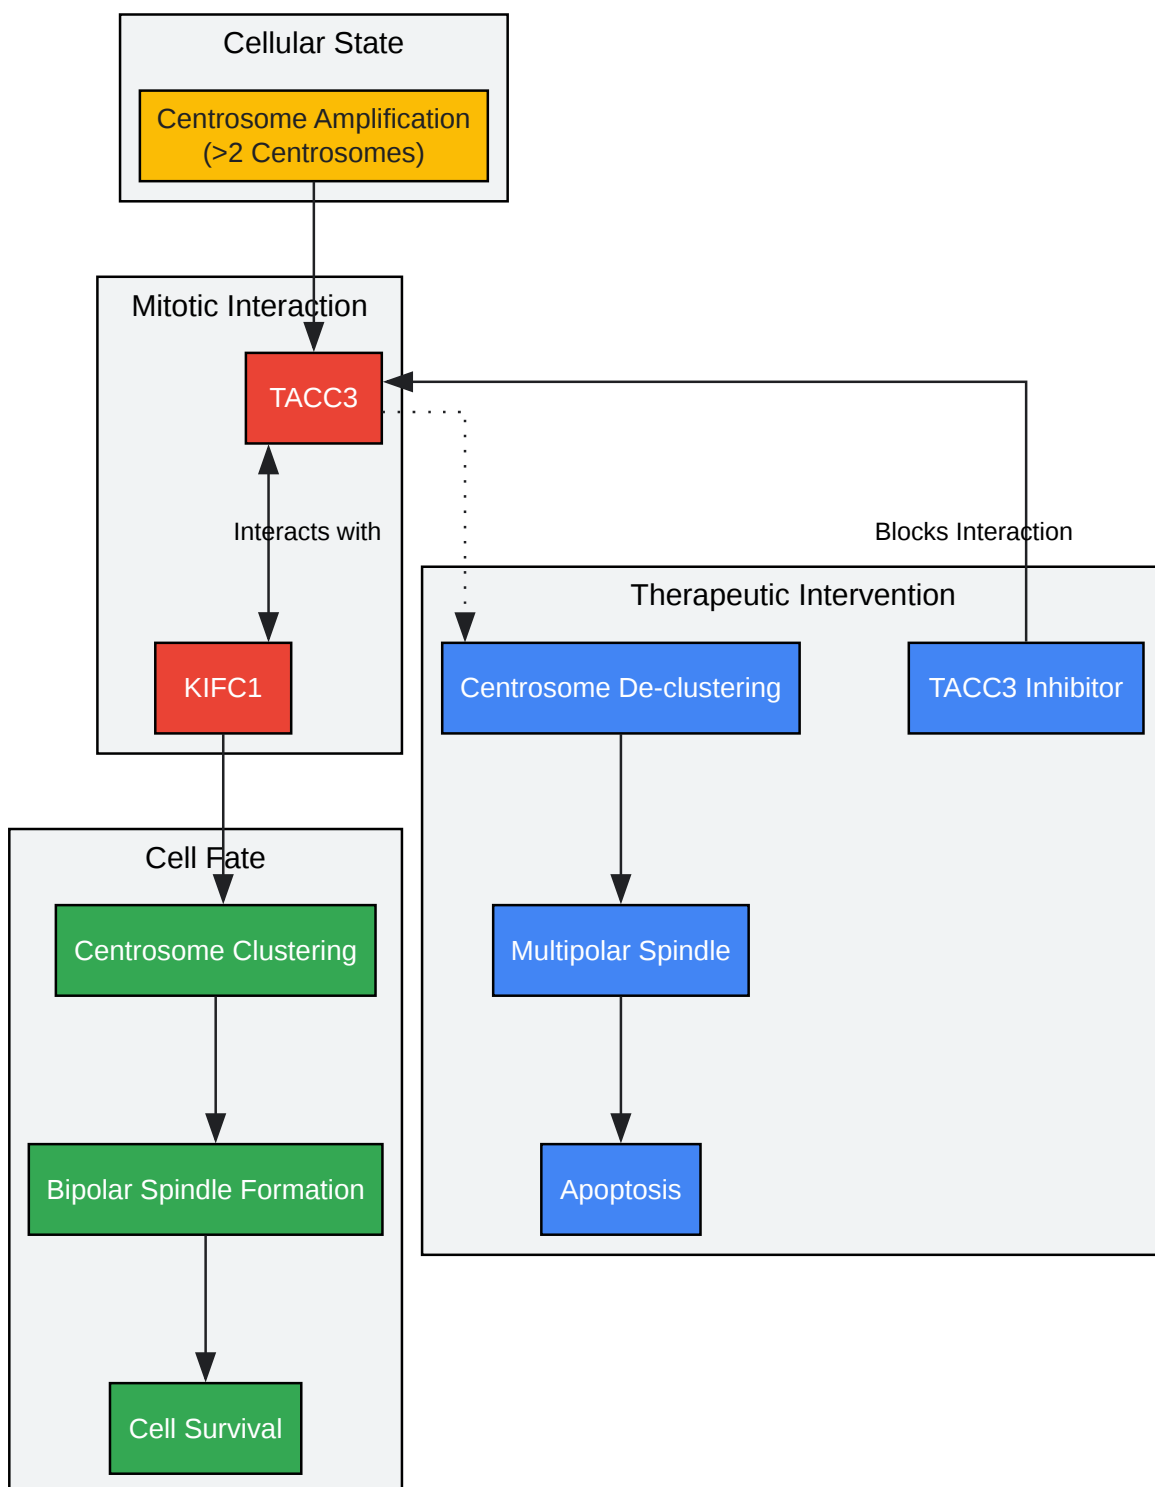 Cellular State
Centrosome Amplification
(>2 Centrosomes)
Mitotic Interaction
TACC3
Interacts with
Blocks Interaction
Therapeutic Intervention
KIFC1
Centrosome De-clustering
TACC3 Inhibitor
Cell Fate
Centrosome Clustering
Multipolar Spindle
Bipolar Spindle Formation
Apoptosis
Cell Survival